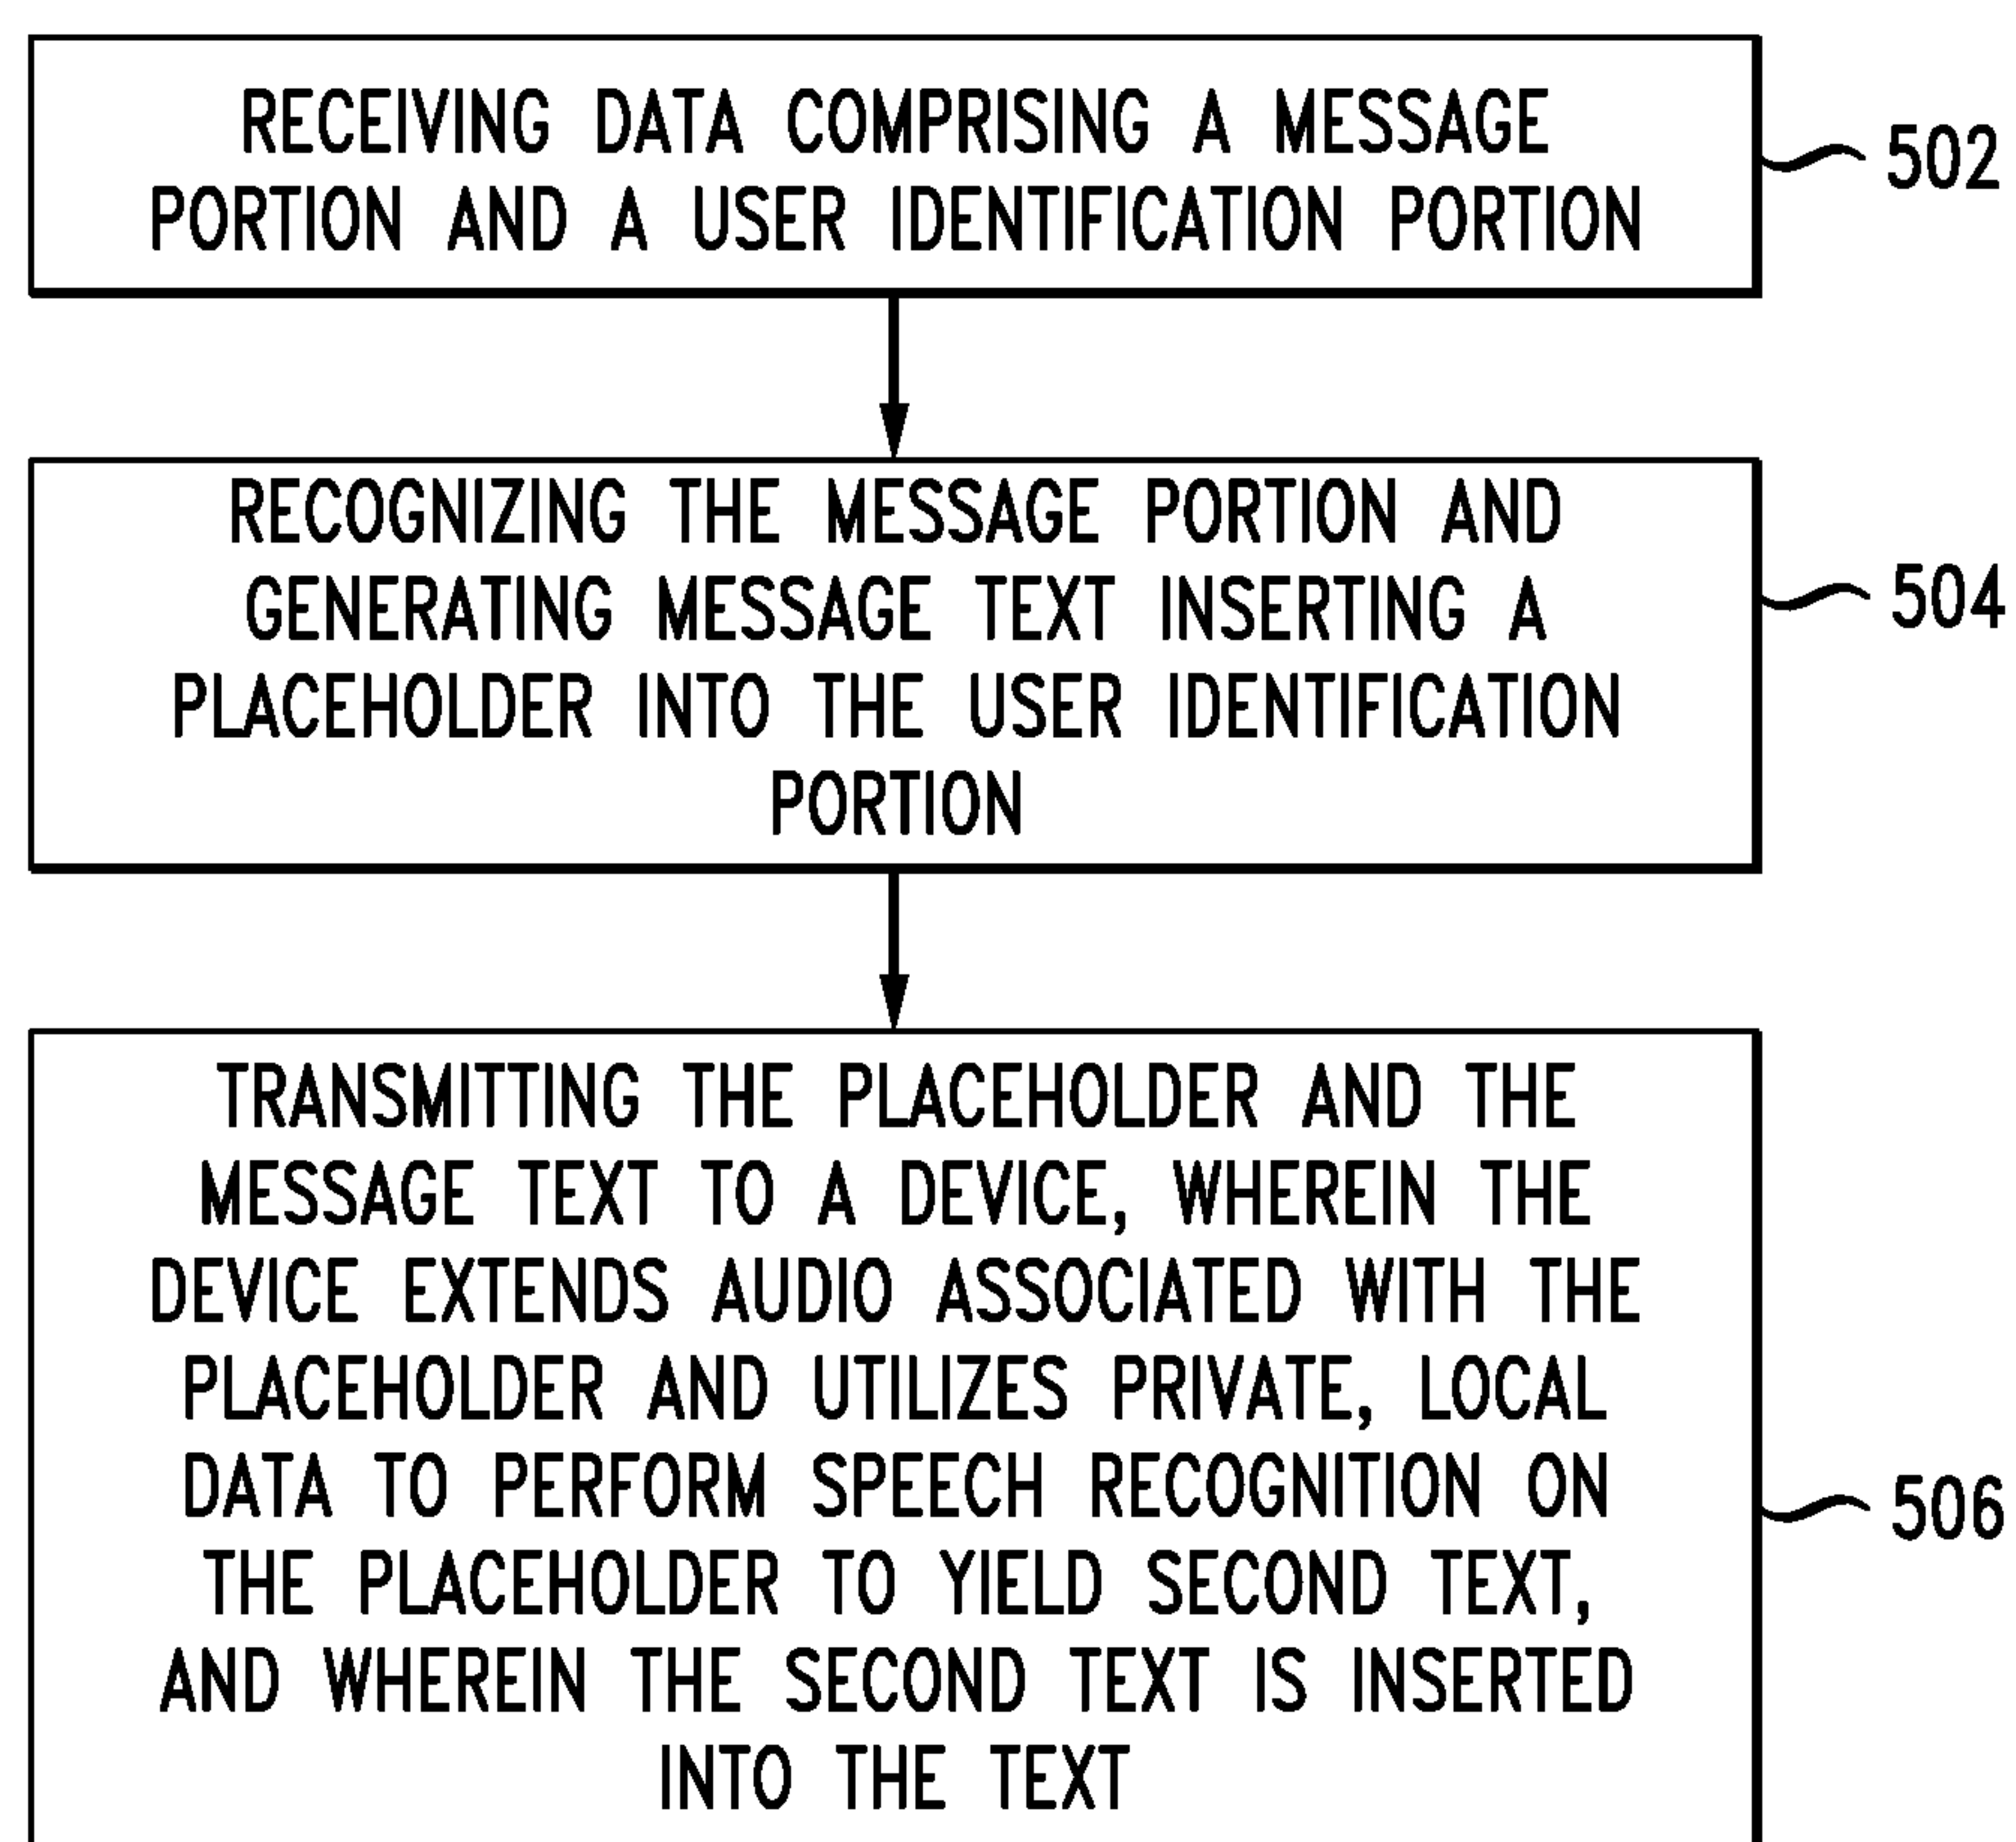 RECEIVING DATA COMPRISING A MESSAGE
PORTION AND A USER IDENTIFICATION PORTION
502
RECOGNIZING THE MESSAGE PORTION AND
GENERATING MESSAGE TEXT INSERTING A
PLACEHOLDER INTO THE USER IDENTIFICATION
PORTION
504
TRANSMITTING THE PLACEHOLDER AND THE
MESSAGE TEXT TO A DEVICE, WHEREIN THE
DEVICE EXTENDS AUDIO ASSOCIATED WITH THE
PLACEHOLDER AND UTILIZES PRIVATE, LOCAL
DATA TO PERFORM SPEECH RECOGNITION ON
THE PLACEHOLDER TO YIELD SECOND TEXT,
AND WHEREIN THE SECOND TEXT IS INSERTED
INTO THE TEXT
506